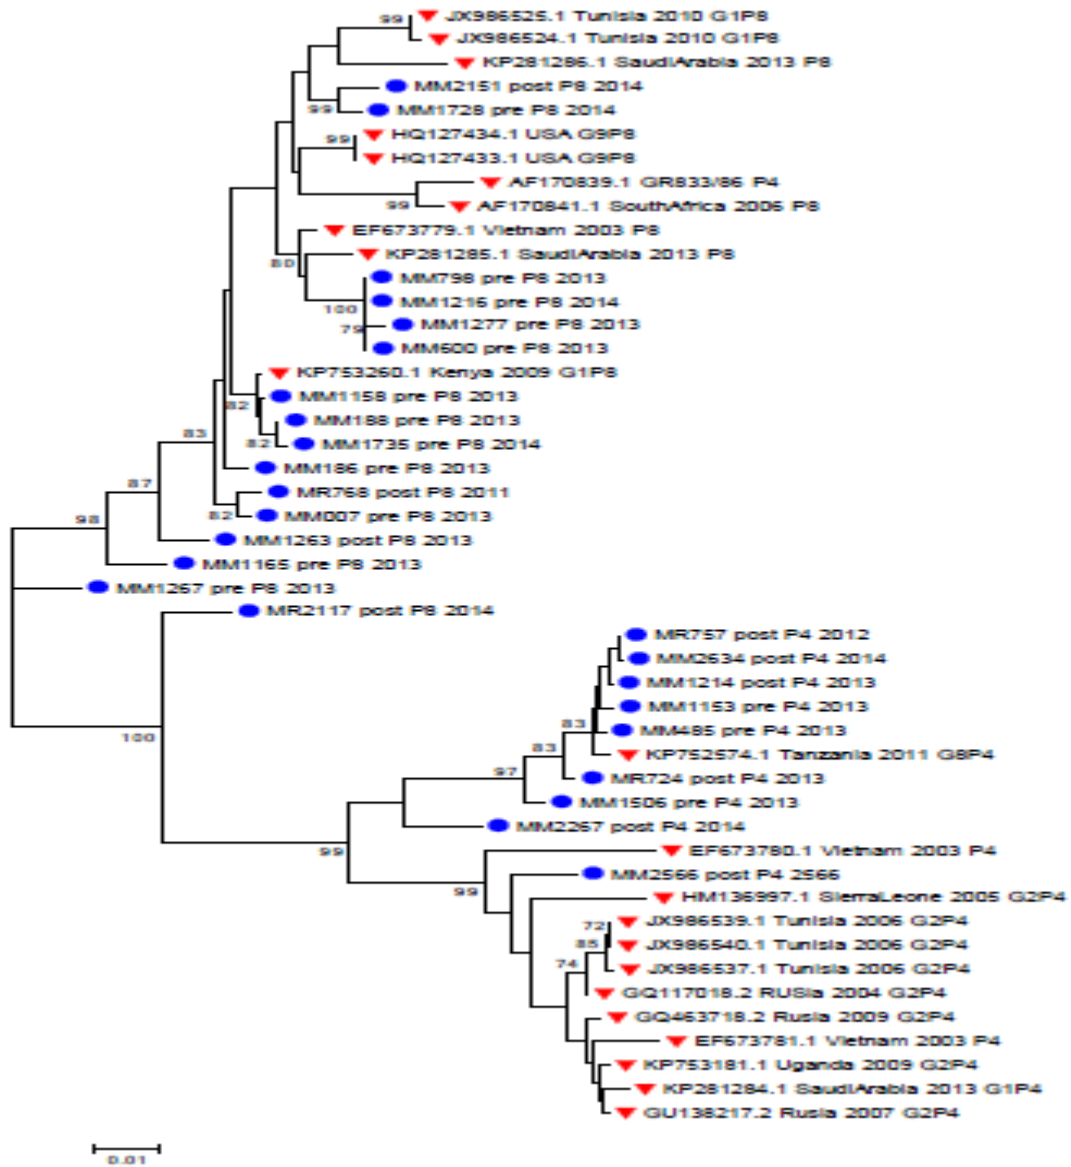 99
JX986525.1 Tunisia 2010 G1P8
JX986524.1 Tunisia 2010 G1P8
KP281286.1 SaudiArabia 2013 P8
MM2151 post P8 2014
99
MM1728 pre P8 2014
HQ127434.1 USA G9P8
99
HQ127433.1 USA G9P8
AF170839.1 GR833/86 P4
99
AF170841.1 SouthAfrica 2006 P8
EF673779.1 Vietnam 2003 P8
80
KP281285.1 SaudiArabia 2013 P8
MM798 pre P8 2013
MM1216 pre P8 2014
100
MM1277 pre P8 2013
79
MM600 pre P8 2013
KP753260.1 Kenya 2009 G1P8
MM1158 pre P8 2013
82
MM188 pre P8 2013
83
82
MM1735 pre P8 2014
MM186 pre P8 2013
87
MR768 post P8 2011
98
82
MM007 pre P8 2013
MM1263 post P8 2013
MM1165 pre P8 2013
MM1267 pre P8 2013
MR2117 post P8 2014
MR757 post P4 2012
MM2634 post P4 2014
MM1214 post P4 2013
MM1153 pre P4 2013
83
MM485 pre P4 2013
100
83
KP752574.1 Tanzania 2011 G8P4
97
MR724 post P4 2013
MM1506 pre P4 2013
MM2267 post P4 2014
99
EF673780.1 Vietnam 2003 P4
MM2566 post P4 2566
99
HM136997.1 SierraLeone 2005 G2P4
72
JX986539.1 Tunisia 2006 G2P4
85
JX986540.1 Tunisia 2006 G2P4
74
JX986537.1 Tunisia 2006 G2P4
GQ117018.2 RUSia 2004 G2P4
GQ463718.2 Rusia 2009 G2P4
EF673781.1 Vietnam 2003 P4
KP753181.1 Uganda 2009 G2P4
KP281284.1 SaudiArabia 2013 G1P4
GU138217.2 Rusia 2007 G2P4
0.01